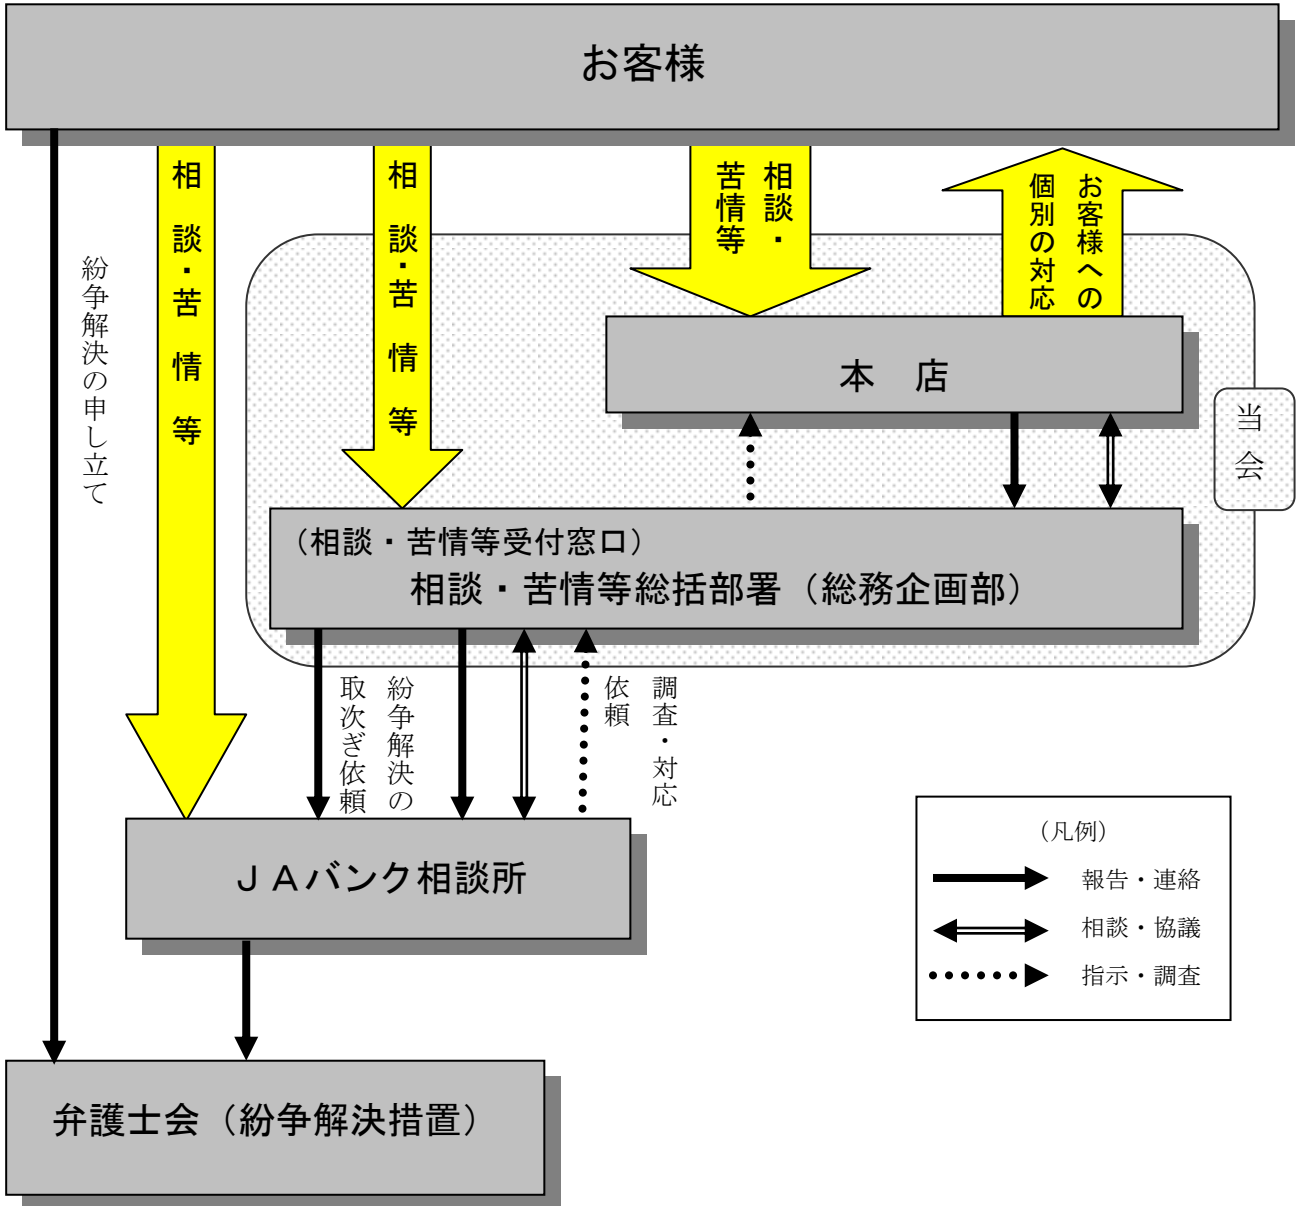 お客様
紛争解決の申し立て
相談・苦情等
相談・苦情等
相談・
苦情等
お客様への
個別の対応
本　店
当会
（相談・苦情等受付窓口）
相談・苦情等総括部署（総務企画部）
紛争解決の
取次ぎ依頼
調査・対応
依頼
ＪＡバンク相談所
（凡例）
報告・連絡
相談・協議
指示・調査
弁護士会（紛争解決措置）